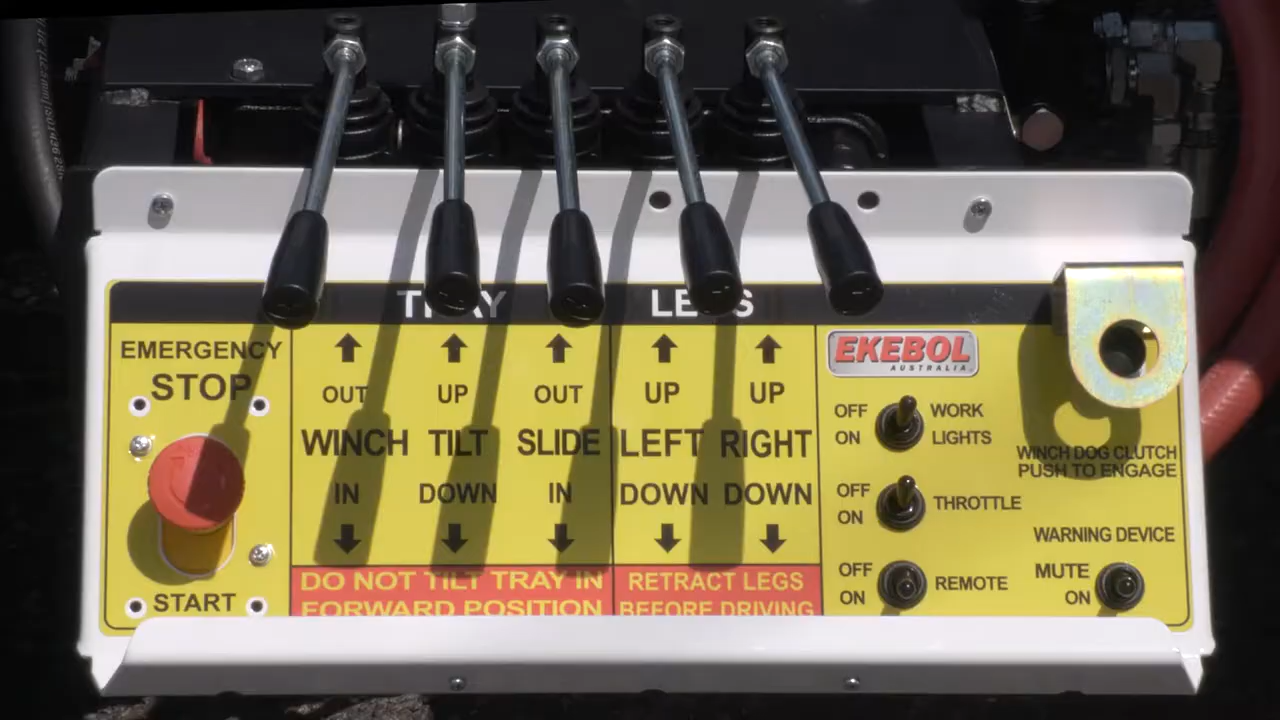 TRAY
LEGS
EMERGENCY
STOP
START
OUT
WINCH
IN
UP
TILT
DOWN
OUT
SLIDE
IN
DO NOT TILT TRAY IN
FORWARD POSITION
UP
LEFT
DOWN
UP
RIGHT
DOWN
RETRACT LEGS
BEFORE DRIVING
EKEBOL
AUSTRALIA
OFF
ON
WORK
LIGHTS
OFF
ON
THROTTLE
OFF
ON
REMOTE
WINCH DOG CLUTCH
PUSH TO ENGAGE
WARNING DEVICE
MUTE
ON